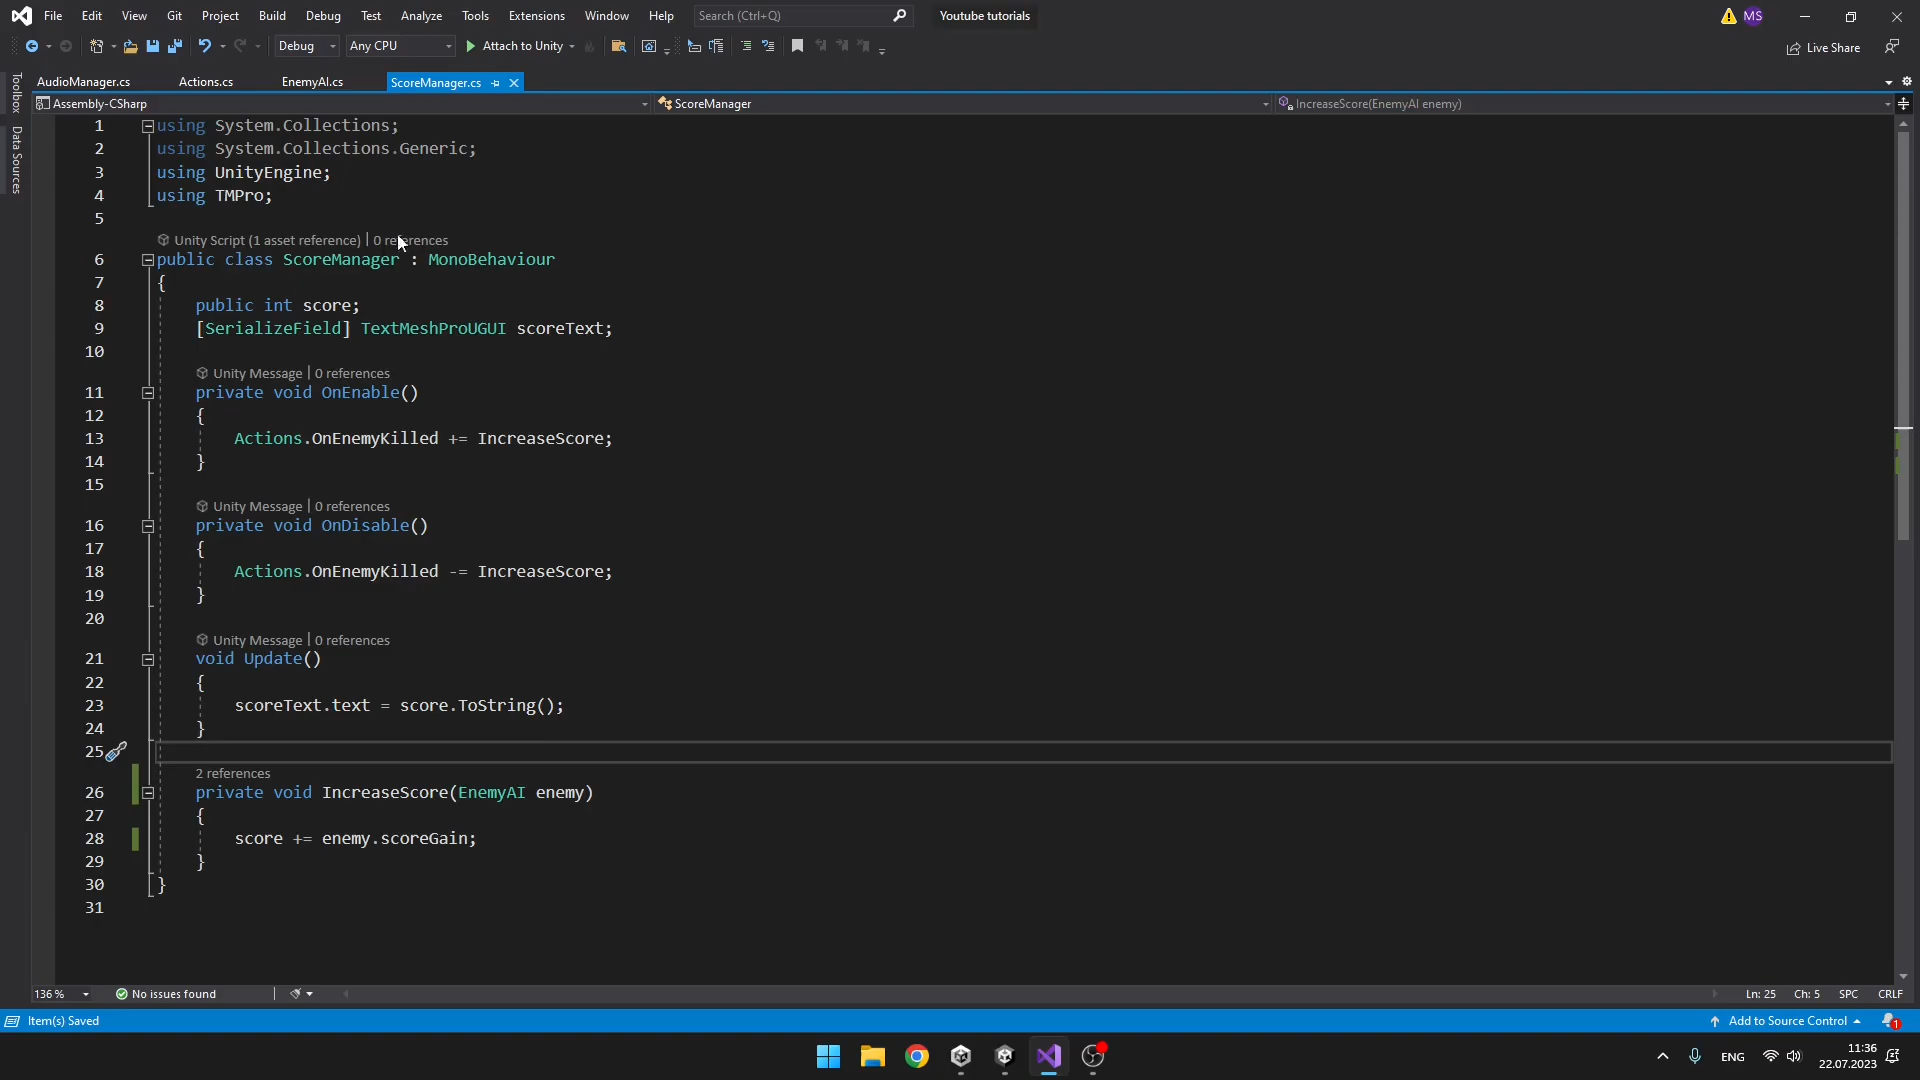 File Edit View Git Project Build Debug Test Analyze Tools Extensions Window Help Search (Ctrl+Q) Youtube tutorials MS
Debug Any CPU Attach to Unity Live Share
AudioManager.cs Actions.cs EnemyAI.cs ScoreManager.cs
Assembly-CSharp ScoreManager IncreaseScore(EnemyAI enemy)
Toolbox
Data Sources
1 using System.Collections;
2 using System.Collections.Generic;
3 using UnityEngine;
4 using TMPro;
5
Unity Script (1 asset reference) | 0 references
6 public class ScoreManager : MonoBehaviour
7 {
8 public int score;
9 [SerializeField] TextMeshProUGUI scoreText;
10
Unity Message | 0 references
11 private void OnEnable()
12 {
13 Actions.OnEnemyKilled += IncreaseScore;
14 }
15
Unity Message | 0 references
16 private void OnDisable()
17 {
18 Actions.OnEnemyKilled -= IncreaseScore;
19 }
20
Unity Message | 0 references
21 void Update()
22 {
23 scoreText.text = score.ToString();
24 }
25
2 references
26 private void IncreaseScore(EnemyAI enemy)
27 {
28 score += enemy.scoreGain;
29 }
30 }
31
136 % No issues found Ln: 25 Ch: 5 SPC CRLF
Item(s) Saved Add to Source Control 1
ENG 11:36
22.07.2023